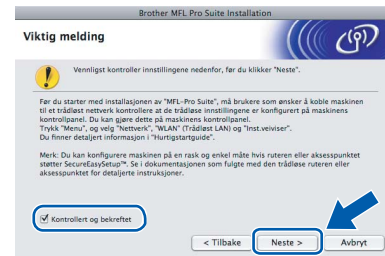 Brother MFL Pro Suite Installation
Viktig melding
Vennligst kontroller innstillingene nedenfor, før du klikker "Neste".
Før du starter med installasjonen av "MFL-Pro Suite", må brukere som ønsker å koble maskinen
til et trådløst nettverk kontrollere at de trådløse innstillingene er konfigurert på maskinens
kontrollpanel. Du kan gjøre dette på maskinens kontrollpanel.
Trykk "Menu", og velg "Nettverk", "WLAN" (Trådløst LAN) og "Inst.veiviser".
Du finner detaljert informasjon i "Hurtigstartguide".
Merk: Du kan konfigurere maskinen på en rask og enkel måte hvis ruteren eller aksesspunktet
støtter SecureEasySetup™. Se i dokumentasjonen som fulgte med den trådløse ruteren eller
aksesspunktet for detaljerte instruksjoner.
Kontrollert og bekreftet
< Tilbake
Neste >
Avbryt